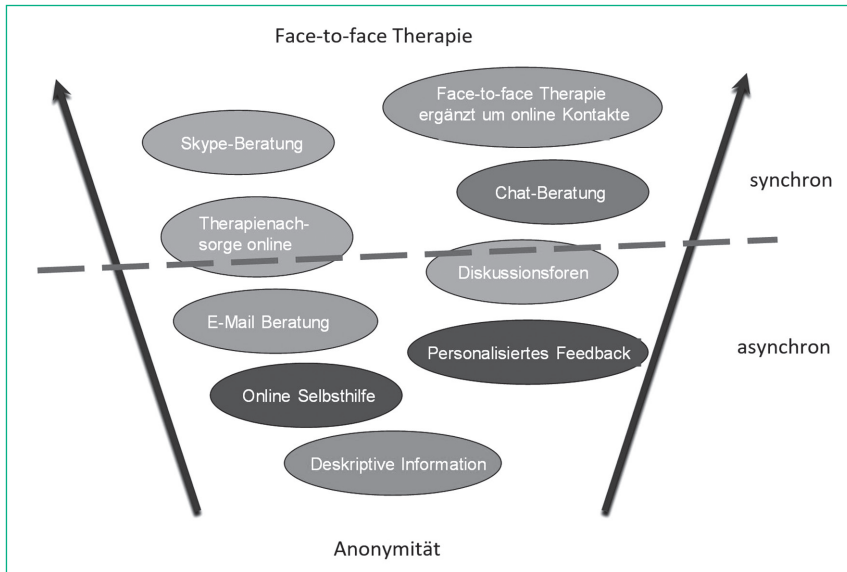 Face-to-face Therapie
Face-to-face Therapie
ergänzt um online Kontakte
Skype-Beratung
Chat-Beratung
synchron
Therapienach-
sorge online
Diskussionsforen
E-Mail Beratung
Personalisiertes Feedback
asynchron
Online Selbsthilfe
Deskriptive Information
Anonymität